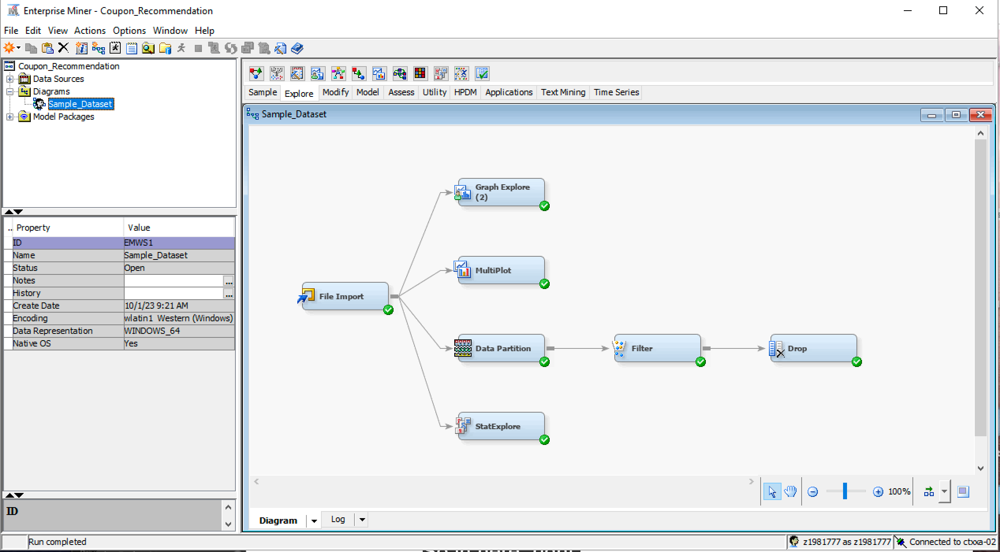 Enterprise Miner - Coupon_Recommendation
File Edit View Actions Options Window Help
Coupon_Recommendation
Data Sources
Diagrams
Sample_Dataset
Model Packages
Sample Explore Modify Model Assess Utility HPDM Applications Text Mining Time Series
Sample_Dataset
Graph Explore
(2)
MultiPlot
File Import
Data Partition
Filter
Drop
StatExplore
.. Property Value
ID EMWS1
Name Sample_Dataset
Status Open
Notes ...
History ...
Create Date 10/1/23 9:21 AM
Encoding wlatin1 Western (Windows)
Data Representation WINDOWS_64
Native OS Yes
ID
100%
Diagram Log
Run completed
z1981777 as z1981777 Connected to ctxxa-02